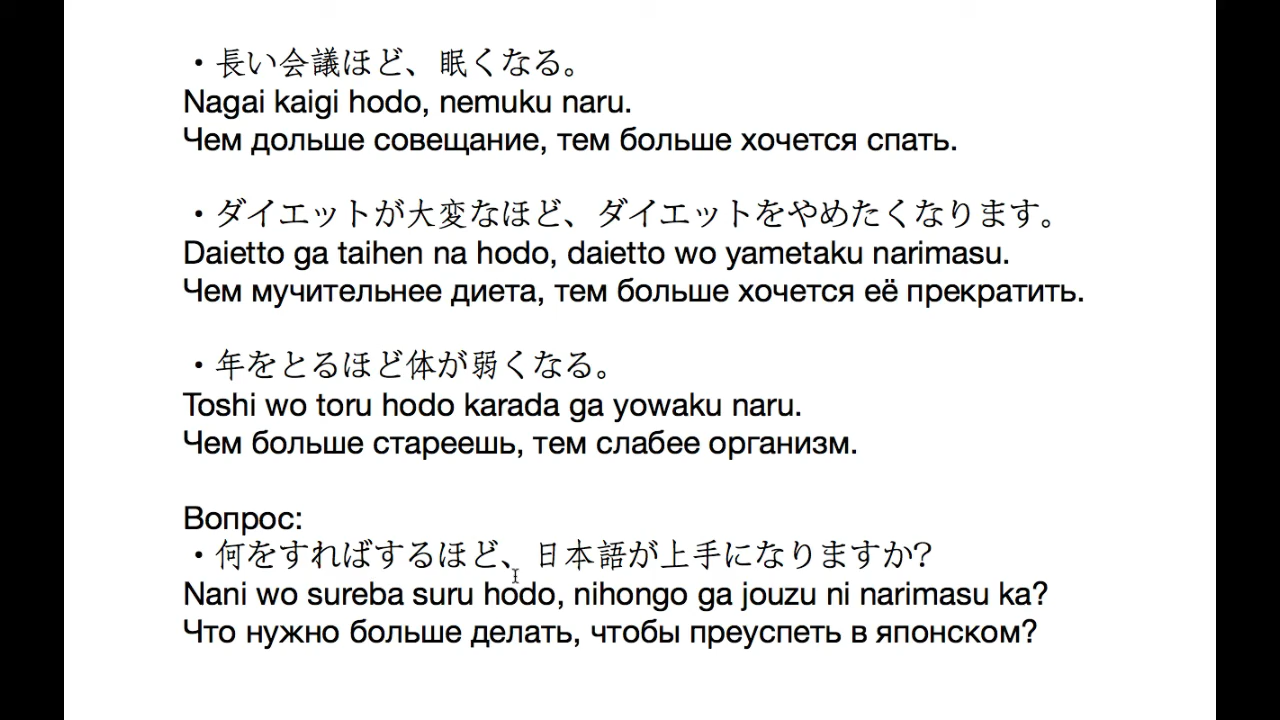 ・長い会議ほど、眠くなる。
Nagai kaigi hodo, nemuku naru.
Чем дольше совещание, тем больше хочется спать.
・ダイエットが大変なほど、ダイエットをやめたくなります。
Daietto ga taihen na hodo, daietto wo yametaku narimasu.
Чем мучительнее диета, тем больше хочется её прекратить.
・年をとるほど体が弱くなる。
Toshi wo toru hodo karada ga yowaku naru.
Чем больше стареешь, тем слабее организм.
Вопрос:
・何をすればするほど、日本語が上手になりますか?
Nani wo sureba suru hodo, nihongo ga jouzu ni narimasu ka?
Что нужно больше делать, чтобы преуспеть в японском?